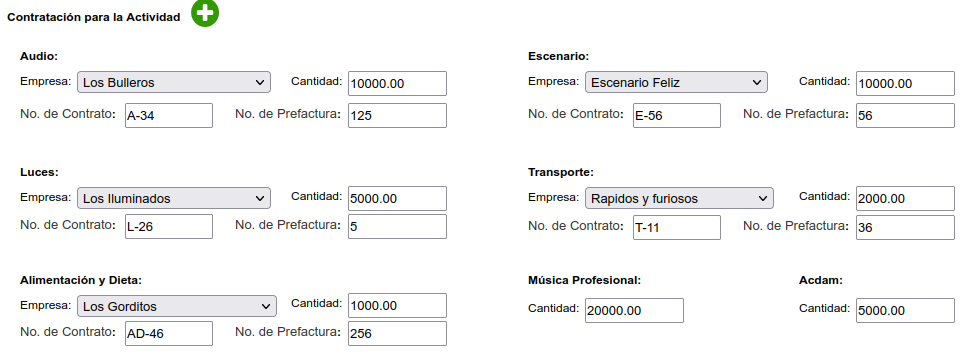 Contratación para la Actividad
Audio:
Empresa: Los Bulleros Cantidad: 10000.00
No. de Contrato: A-34 No. de Prefactura: 125
Escenario:
Empresa: Escenario Feliz Cantidad: 10000.00
No. de Contrato: E-56 No. de Prefactura: 56
Luces:
Empresa: Los Iluminados Cantidad: 5000.00
No. de Contrato: L-26 No. de Prefactura: 5
Transporte:
Empresa: Rapidos y furiosos Cantidad: 2000.00
No. de Contrato: T-11 No. de Prefactura: 36
Alimentación y Dieta:
Empresa: Los Gorditos Cantidad: 1000.00
No. de Contrato: AD-46 No. de Prefactura: 256
Música Profesional:
Cantidad: 20000.00
Acdam:
Cantidad: 5000.00